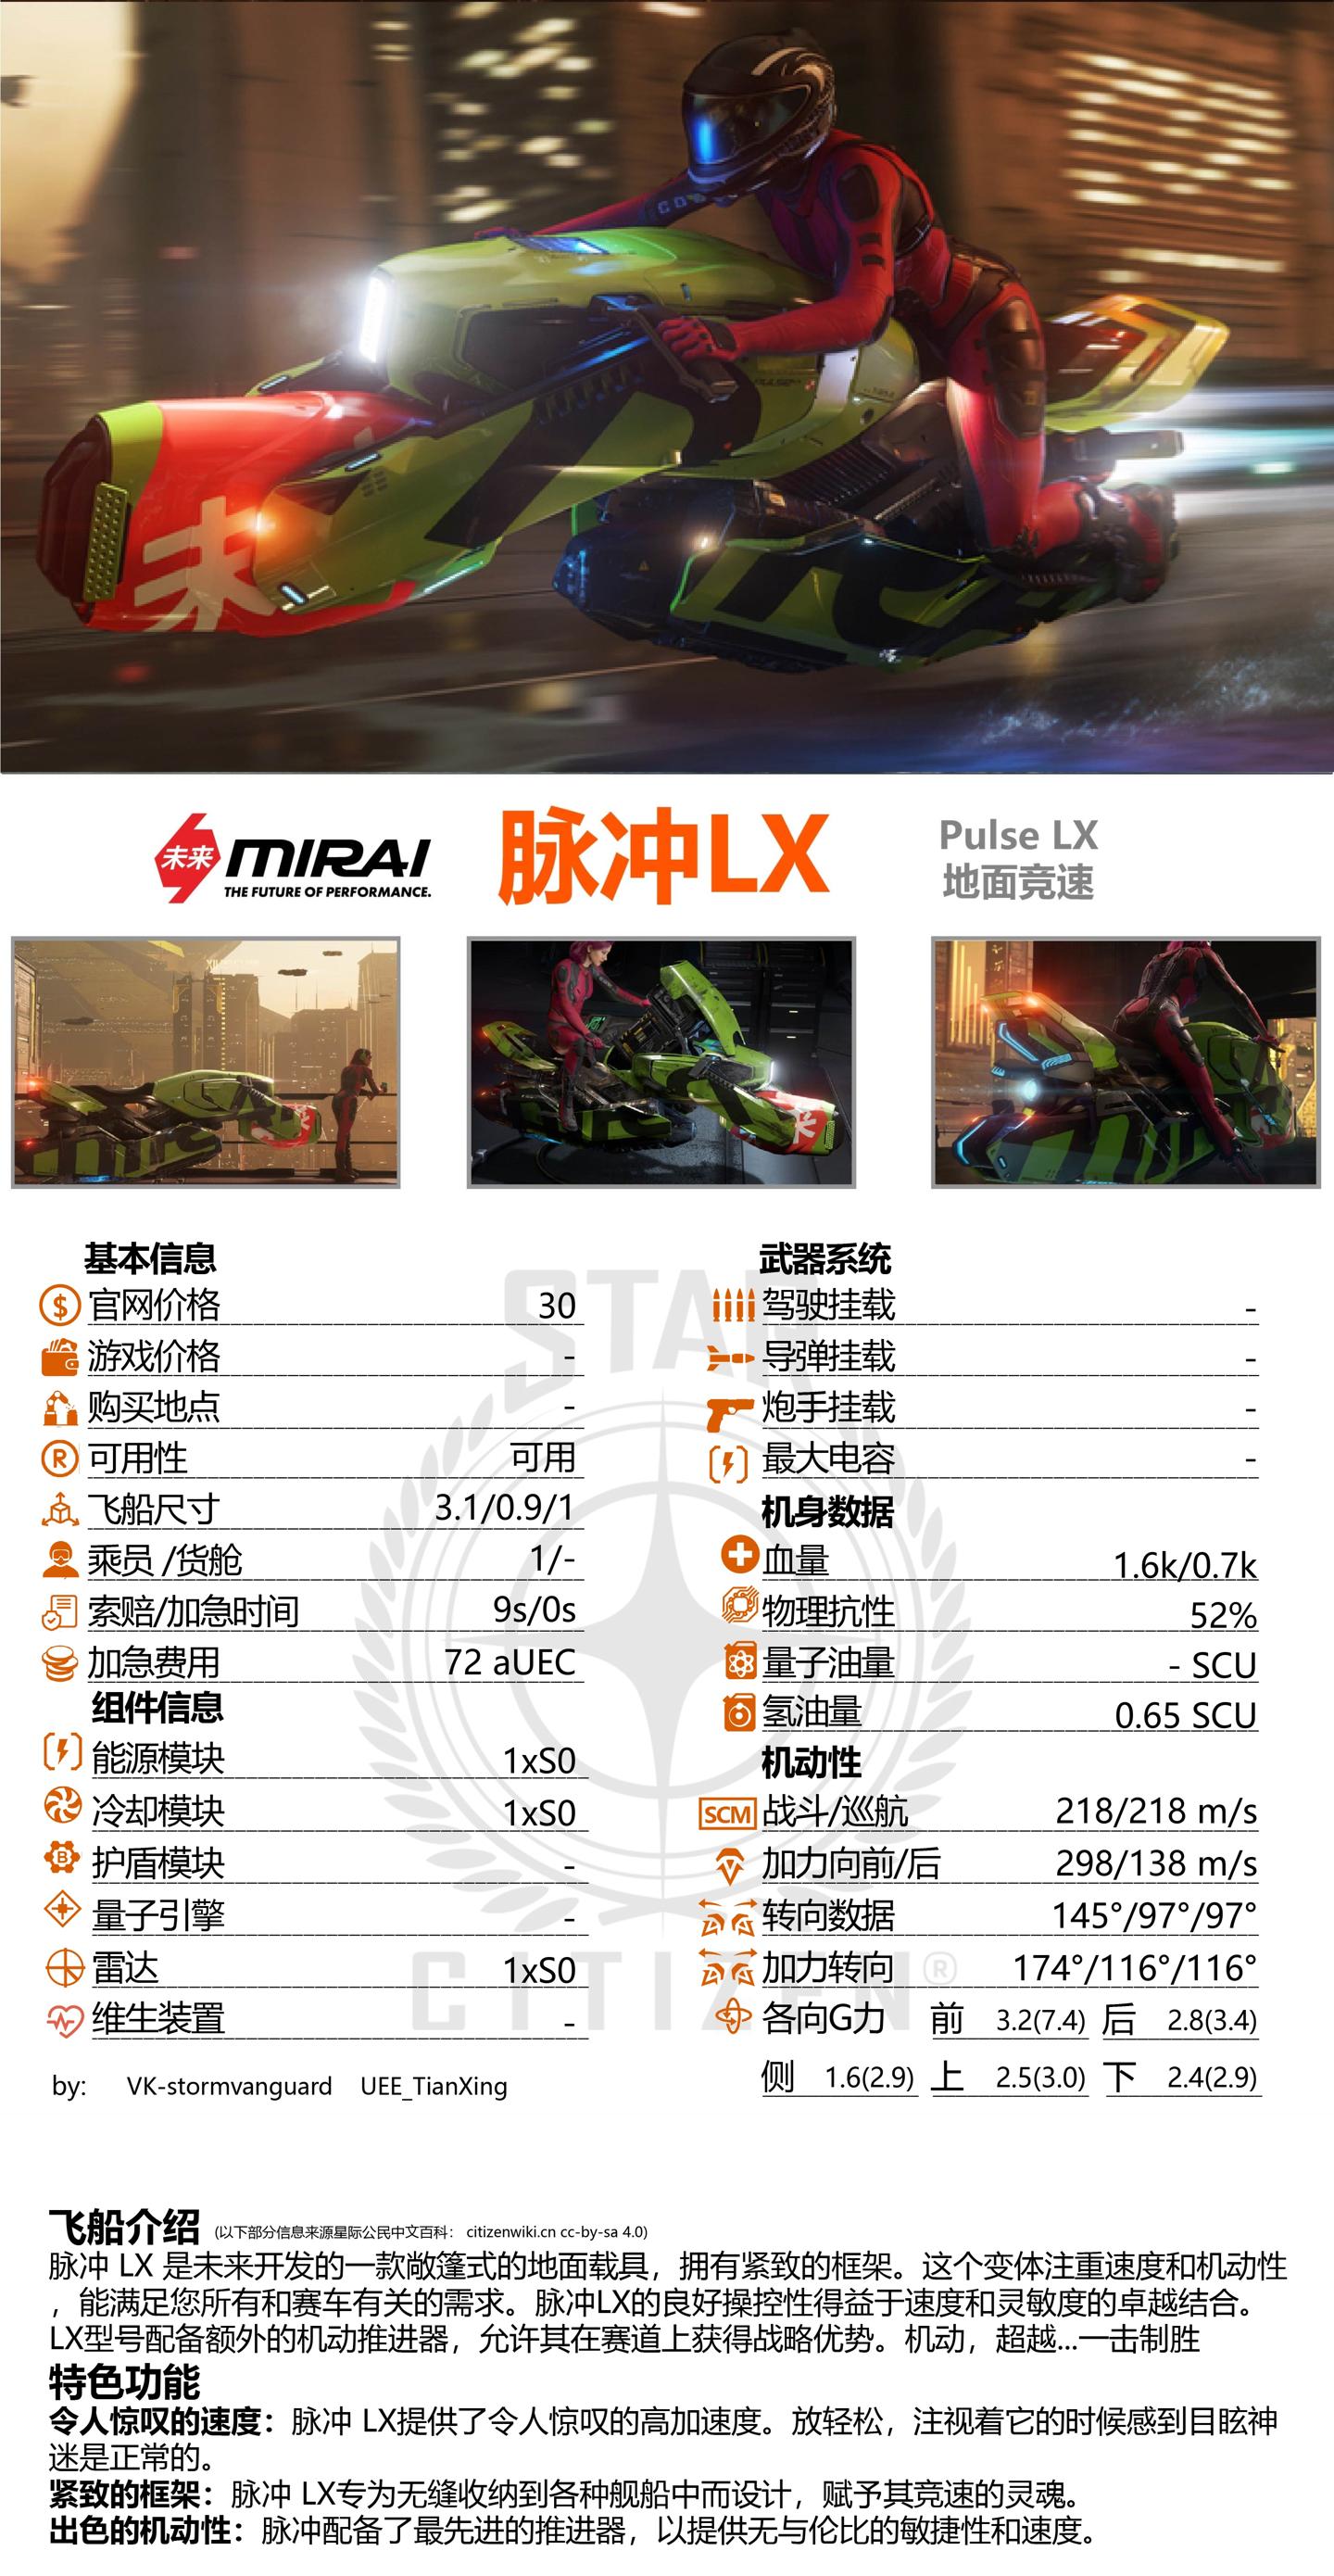 未
PULSE
未来 MIRAI
THE FUTURE OF PERFORMANCE.
脉冲LX
Pulse LX
地面竞速
基本信息
官网价格 30
游戏价格 -
购买地点 -
可用性 可用
飞船尺寸 3.1/0.9/1
乘员 /货舱 1/-
索赔/加急时间 9s/0s
加急费用 72 aUEC
组件信息
能源模块 1xS0
冷却模块 1xS0
护盾模块 -
量子引擎 -
雷达 1xS0
维生装置 -
by: VK-stormvanguard UEE_TianXing
武器系统
驾驶挂载 -
导弹挂载 -
炮手挂载 -
最大电容 -
机身数据
血量 1.6k/0.7k
物理抗性 52%
量子油量 - SCU
氢油量 0.65 SCU
机动性
SCM 战斗/巡航 218/218 m/s
加力向前/后 298/138 m/s
转向数据 145°/97°/97°
加力转向 174°/116°/116°
各向G力 前 3.2(7.4) 后 2.8(3.4)
侧 1.6(2.9) 上 2.5(3.0) 下 2.4(2.9)
STAR
CITIZEN®
飞船介绍 (以下部分信息来源星际公民中文百科： citizenwiki.cn cc-by-sa 4.0)
脉冲 LX 是未来开发的一款敞篷式的地面载具，拥有紧致的框架。这个变体注重速度和机动性
，能满足您所有和赛车有关的需求。脉冲LX的良好操控性得益于速度和灵敏度的卓越结合。
LX型号配备额外的机动推进器，允许其在赛道上获得战略优势。机动，超越...一击制胜
特色功能
令人惊叹的速度：脉冲 LX提供了令人惊叹的高加速度。放轻松，注视着它的时候感到目眩神
迷是正常的。
紧致的框架：脉冲 LX专为无缝收纳到各种舰船中而设计，赋予其竞速的灵魂。
出色的机动性：脉冲配备了最先进的推进器，以提供无与伦比的敏捷性和速度。